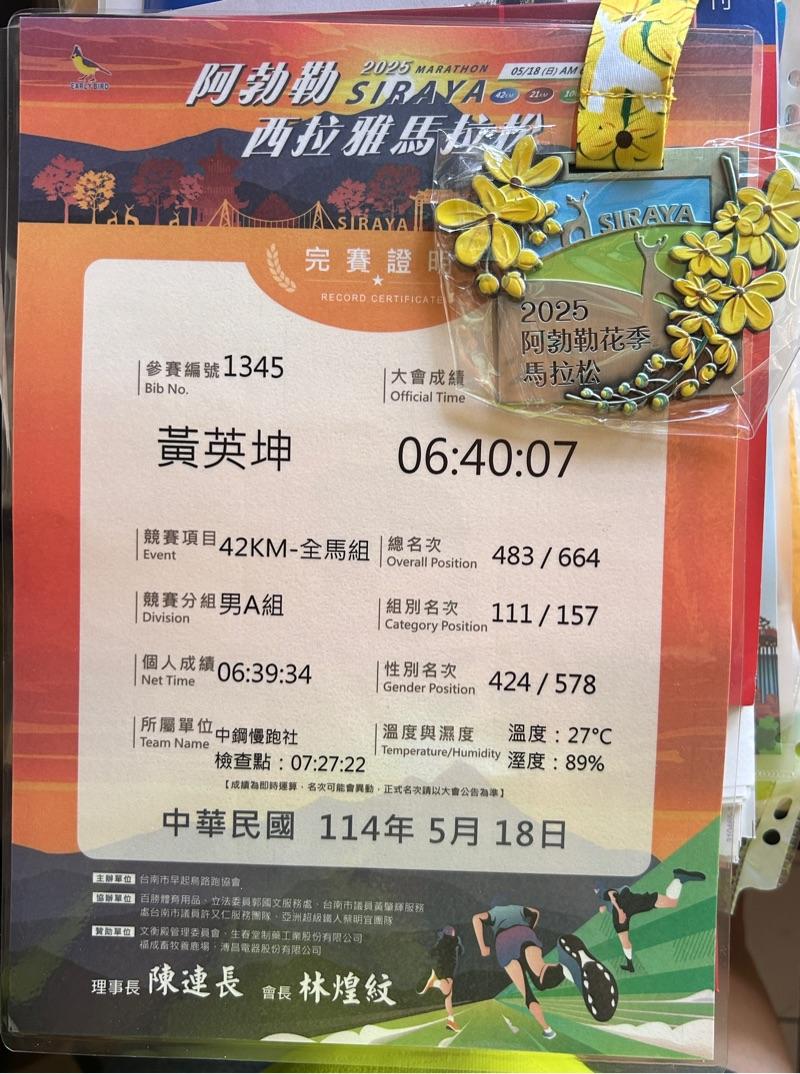 刊
EARLY BIRD
阿勃勒 2025 MARATHON SIRAYA
05/18 (日) AM
42KM 21KM 10
西拉雅馬拉松
SIRAYA
完賽證明
RECORD CERTIFICATE
SIRAYA
2025
阿勃勒花季
馬拉松
參賽編號 1345
Bib No.
大會成績
Official Time
黃英坤 06:40:07
競賽項目 42KM-全馬組
Event
總名次 483 / 664
Overall Position
競賽分組 男A組
Division
組別名次 111 / 157
Category Position
個人成績 06:39:34
Net Time
性別名次 424 / 578
Gender Position
所屬單位 中鋼慢跑社
Team Name
檢查點：07:27:22
溫度與濕度 溫度：27°C
Temperature/Humidity 溼度：89%
【成績為即時運算，名次可能會異動，正式名次請以大會公告為準】
中華民國 114年 5月 18日
主辦單位 台南市早起鳥路跑協會
協辦單位 百勝體育用品、立法委員郭國文服務處、台南市議員黃肇輝服務
處台南市議員許又仁服務團隊、亞洲超級鐵人蔡明宜團隊
贊助單位 文衡殿管理委員會、生春堂制藥工業股份有限公司
福成畜牧養鹿場、溥昌電器股份有限公司
理事長 陳連長 會長 林煌紋